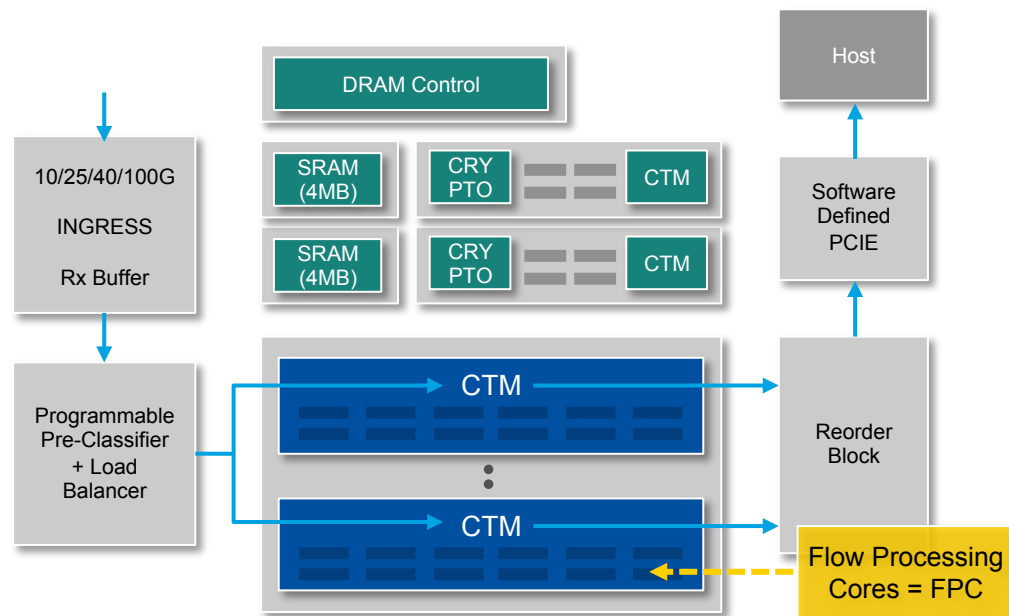 Host
DRAM Control
10/25/40/100G
INGRESS
Rx Buffer
SRAM
(4MB)
CRY
PTO
CTM
Software
Defined
PCIE
SRAM
(4MB)
CRY
PTO
CTM
Programmable
Pre-Classifier
+ Load
Balancer
CTM
CTM
Reorder
Block
Flow Processing
Cores = FPC